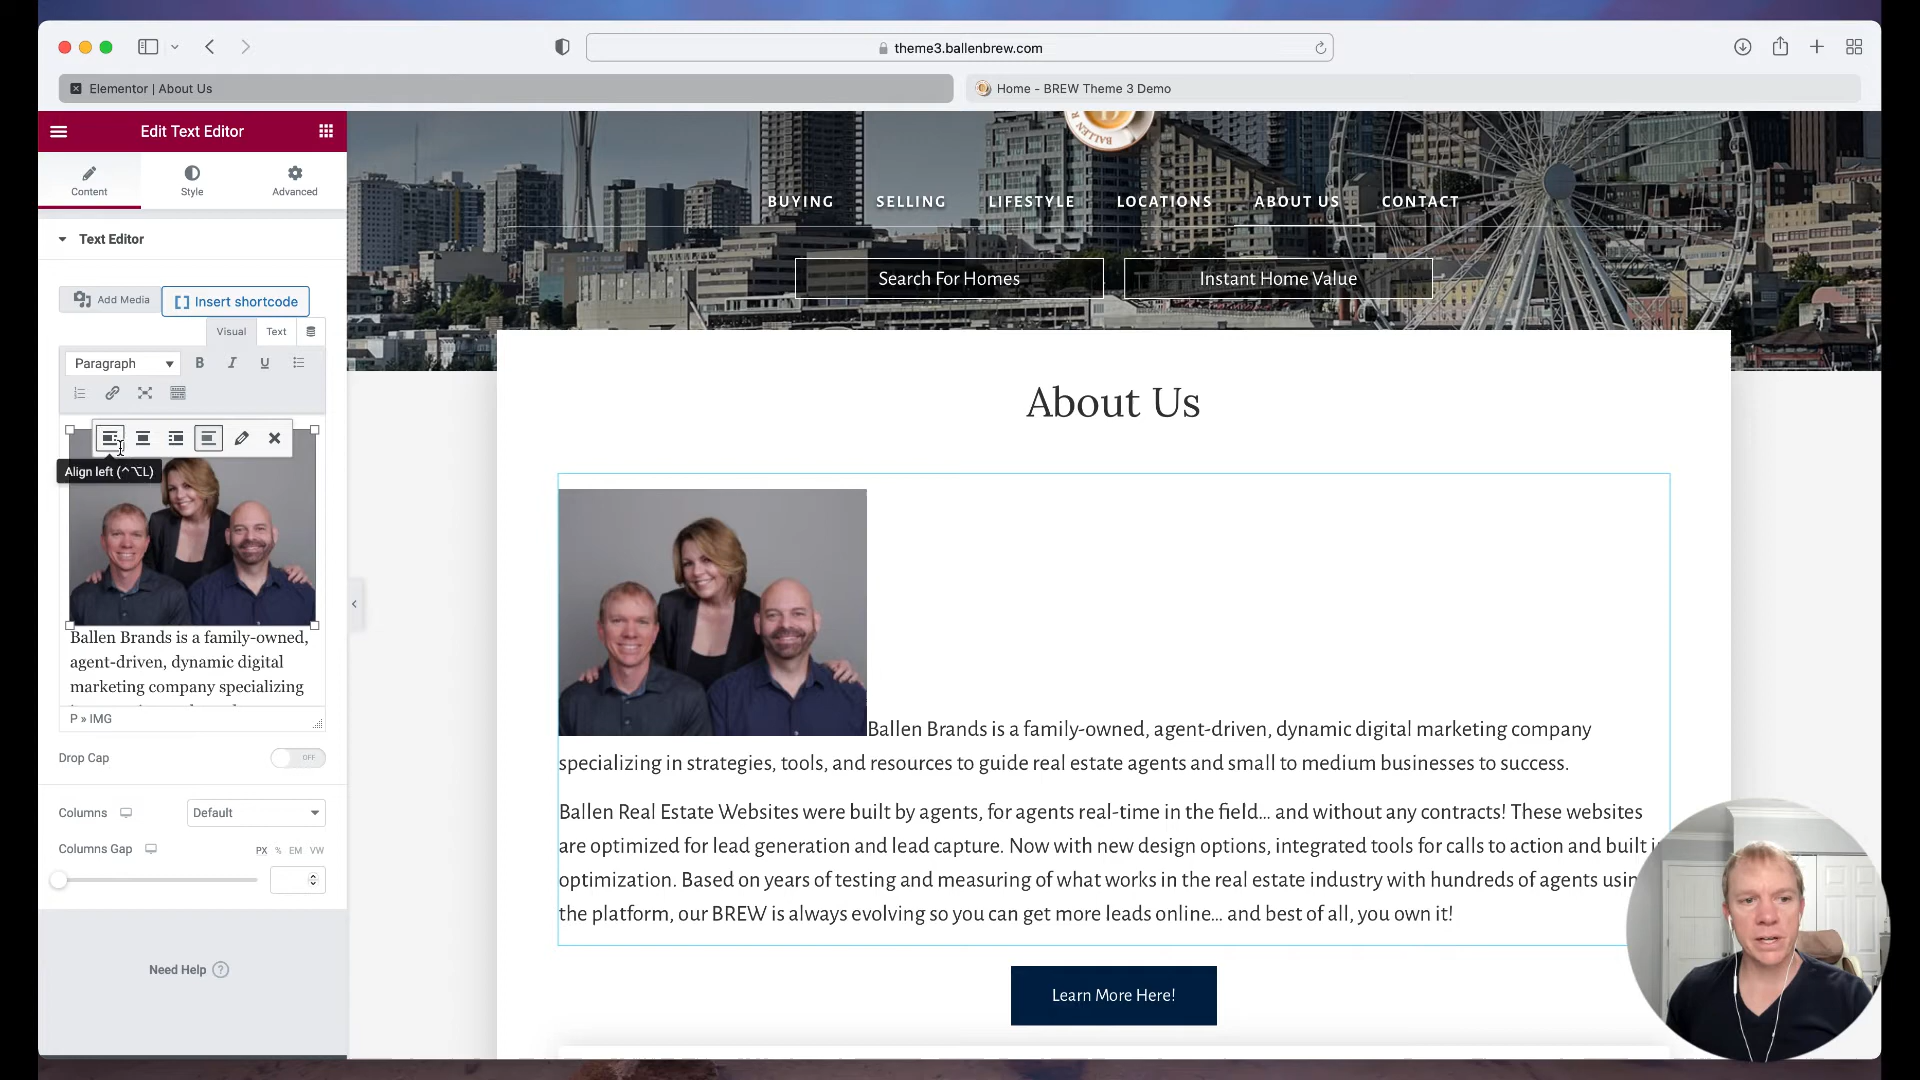 theme3.ballenbrew.com
Elementor | About Us
Home - BREW Theme 3 Demo
Edit Text Editor
Content
Style
Advanced
Text Editor
Add Media
Insert shortcode
Visual
Text
Paragraph
B
I
U
Align left (^⌥L)
Ballen Brands is a family-owned,
agent-driven, dynamic digital
marketing company specializing
P » IMG
Drop Cap
OFF
Columns
Default
Columns Gap
PX
%
EM
VW
Need Help
?
BALLEN R
BUYING
SELLING
LIFESTYLE
LOCATIONS
ABOUT US
CONTACT
Search For Homes
Instant Home Value
About Us
Ballen Brands is a family-owned, agent-driven, dynamic digital marketing company
specializing in strategies, tools, and resources to guide real estate agents and small to medium businesses to success.
Ballen Real Estate Websites were built by agents, for agents real-time in the field... and without any contracts! These websites
are optimized for lead generation and lead capture. Now with new design options, integrated tools for calls to action and built
optimization. Based on years of testing and measuring of what works in the real estate industry with hundreds of agents
the platform, our BREW is always evolving so you can get more leads online... and best of all, you own it!
Learn More Here!